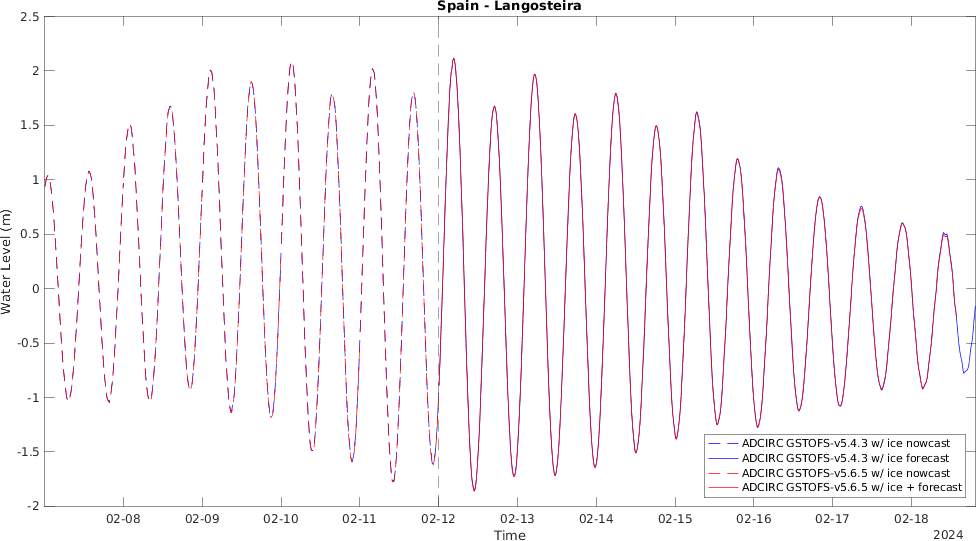 Spain - Langosteira
2.5
2
1.5
1
0.5
0
-0.5
-1
-1.5
-2
Water Level (m)
ADCIRC GSTOFS-v5.4.3 w/ ice nowcast
ADCIRC GSTOFS-v5.4.3 w/ ice forecast
ADCIRC GSTOFS-v5.6.5 w/ ice nowcast
ADCIRC GSTOFS-v5.6.5 w/ ice + forecast
02-08 02-09 02-10 02-11 02-12 02-13 02-14 02-15 02-16 02-17 02-18
Time
2024